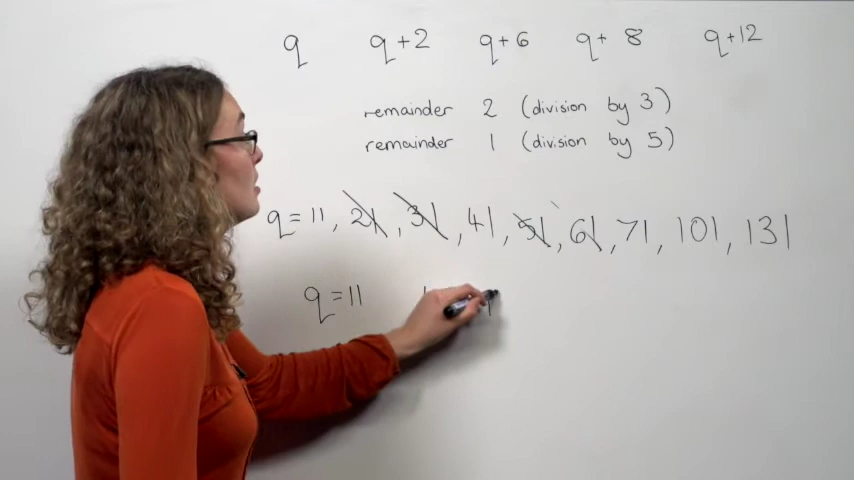 q q+2 q+6 q+ 8 q+12
remainder 2 (division by 3)
remainder 1 (division by 5)
q=11, 21, 31, 41, 51, 61, 71, 101, 131
q=11